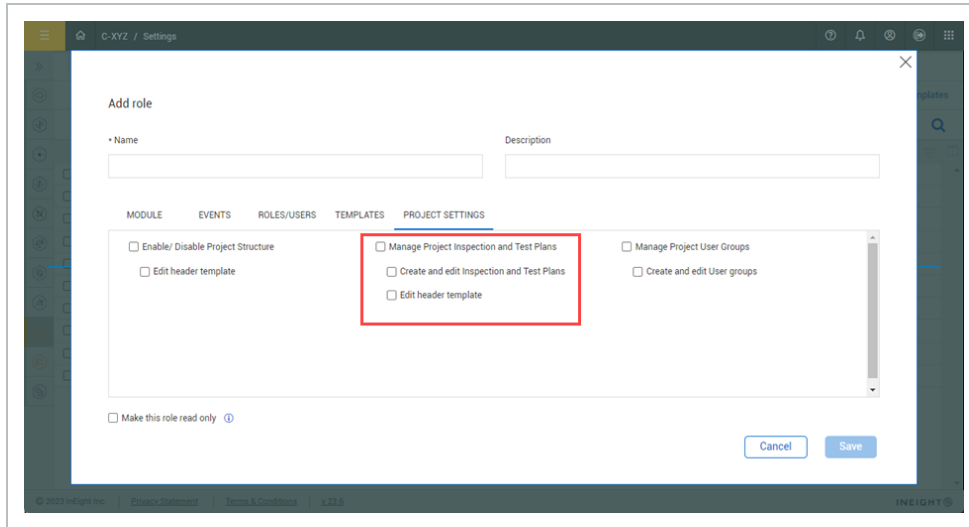 C-XYZ / Settings
Add role
• Name
Description
MODULE EVENTS ROLES/USERS TEMPLATES PROJECT SETTINGS
Enable/ Disable Project Structure
Edit header template
Manage Project Inspection and Test Plans
Create and edit Inspection and Test Plans
Edit header template
Manage Project User Groups
Create and edit User groups
Make this role read only
Cancel Save
© 2023 InEight Inc. Privacy Statement Terms & Conditions v 23.6
INEIGHT